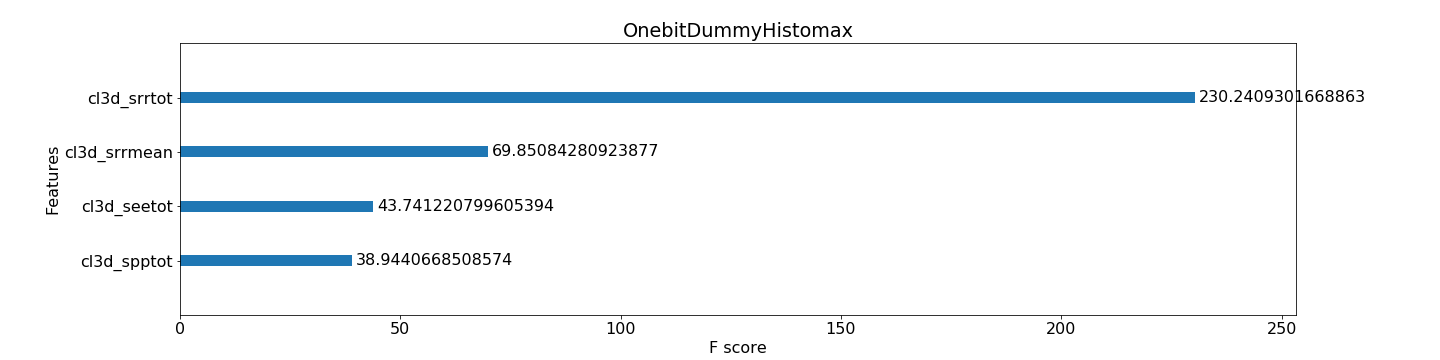 OnebitDummyHistomax
cl3d_srrtot 230.2409301668863
cl3d_srrmean 69.85084280923877
cl3d_seetot 43.741220799605394
cl3d_spptot 38.9440668508574
Features
0 50 100 150 200 250
F score